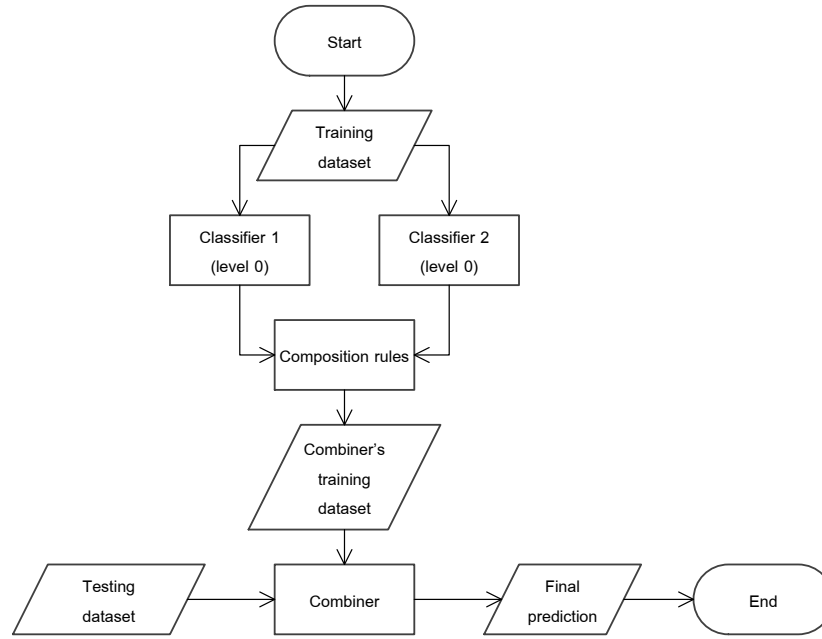 Start
Training
dataset
Classifier 1
(level 0)
Classifier 2
(level 0)
Composition rules
Combiner’s
training
dataset
Testing
dataset
Combiner
Final
prediction
End